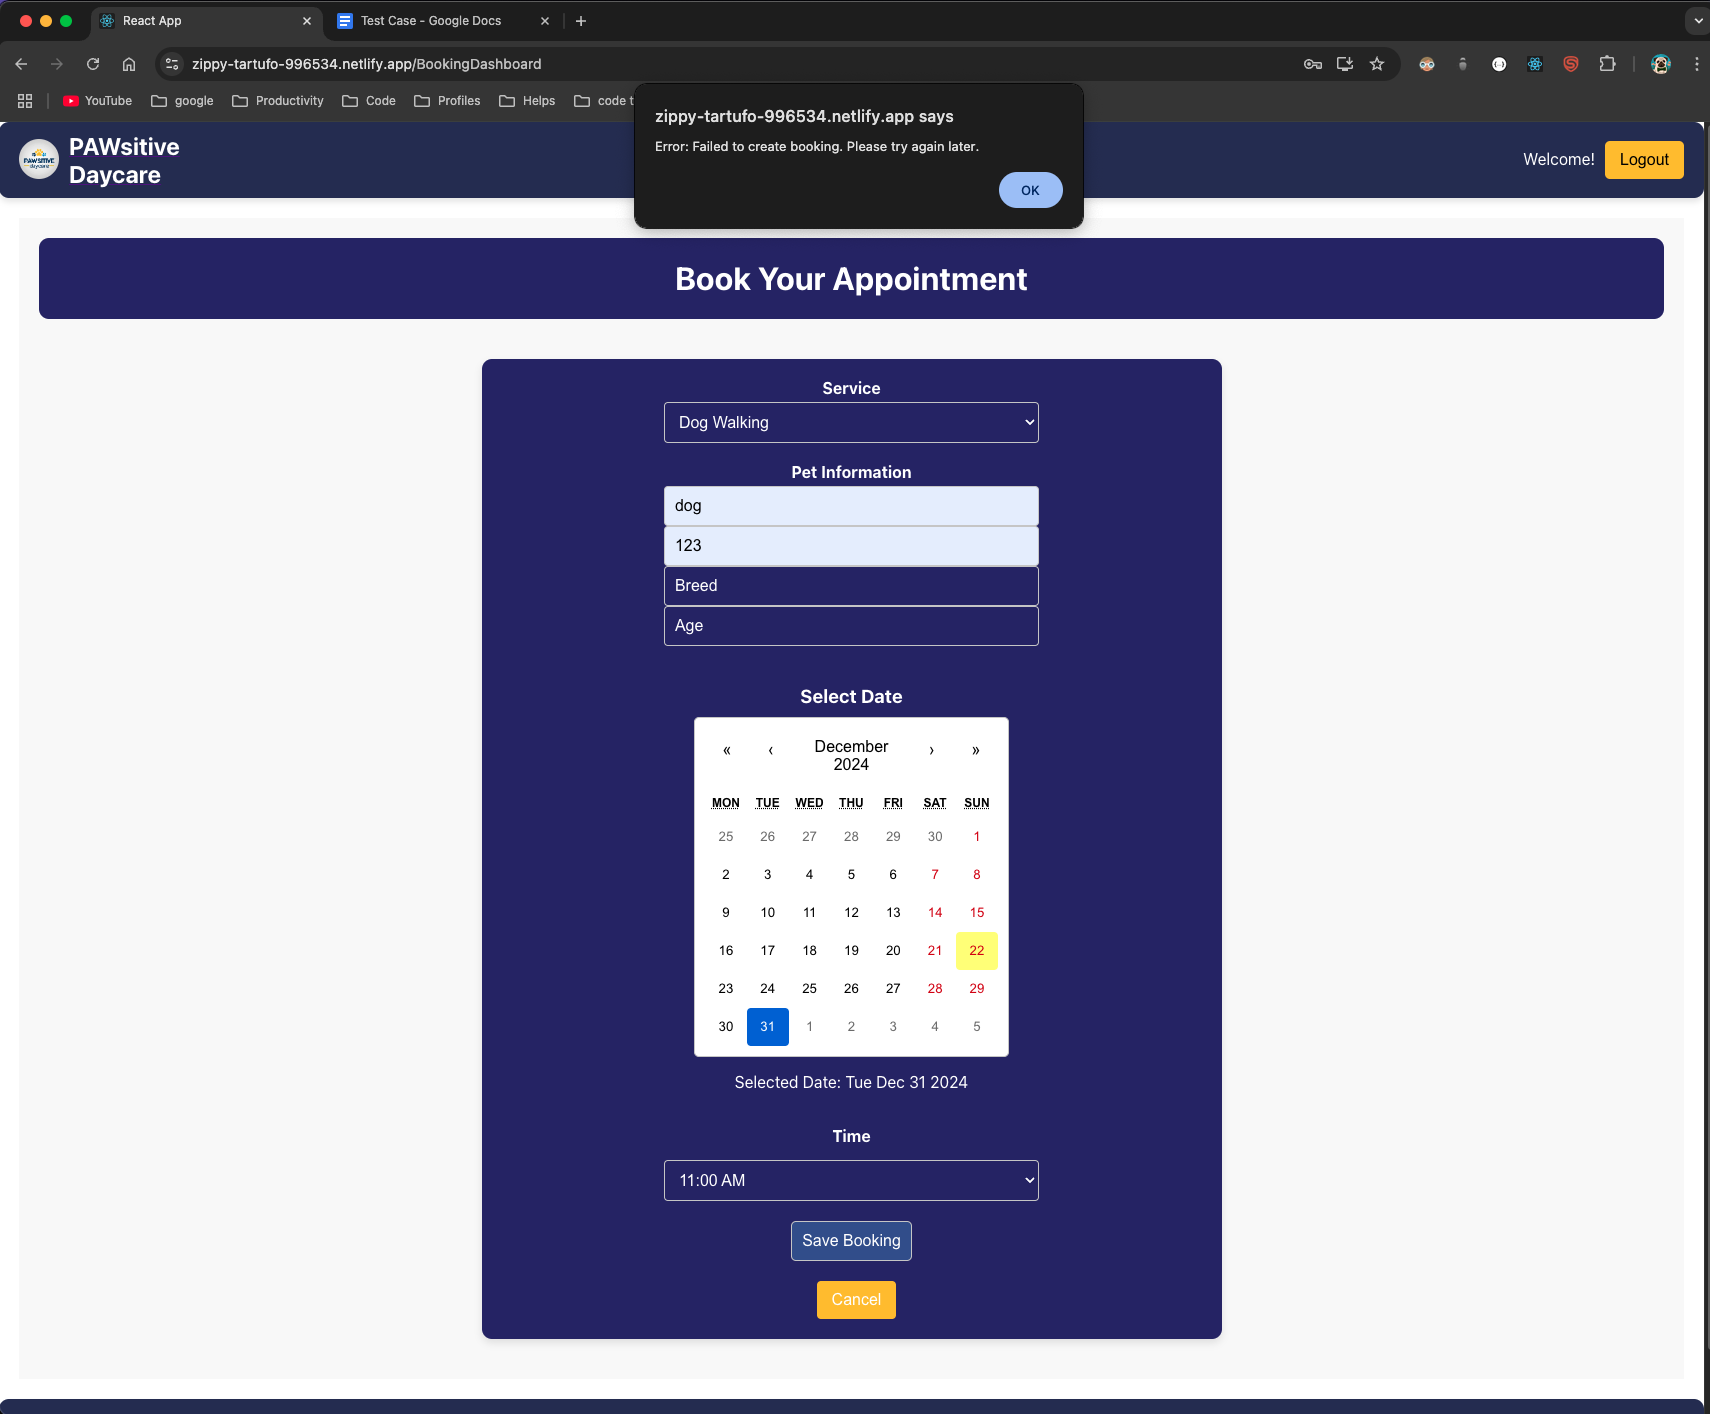 React App
Test Case - Google Docs
zippy-tartufo-996534.netlify.app/BookingDashboard
YouTube google Productivity Code Profiles Helps code t
zippy-tartufo-996534.netlify.app says
Error: Failed to create booking. Please try again later.
OK
PAWSITIVE
daycare
PAWsitive
Daycare
Welcome!
Logout
Book Your Appointment
Service
Dog Walking
Pet Information
dog
123
Breed
Age
Select Date
« ‹ December › »
2024
MON TUE WED THU FRI SAT SUN
25 26 27 28 29 30 1
2 3 4 5 6 7 8
9 10 11 12 13 14 15
16 17 18 19 20 21 22
23 24 25 26 27 28 29
30 31 1 2 3 4 5
Selected Date: Tue Dec 31 2024
Time
11:00 AM
Save Booking
Cancel